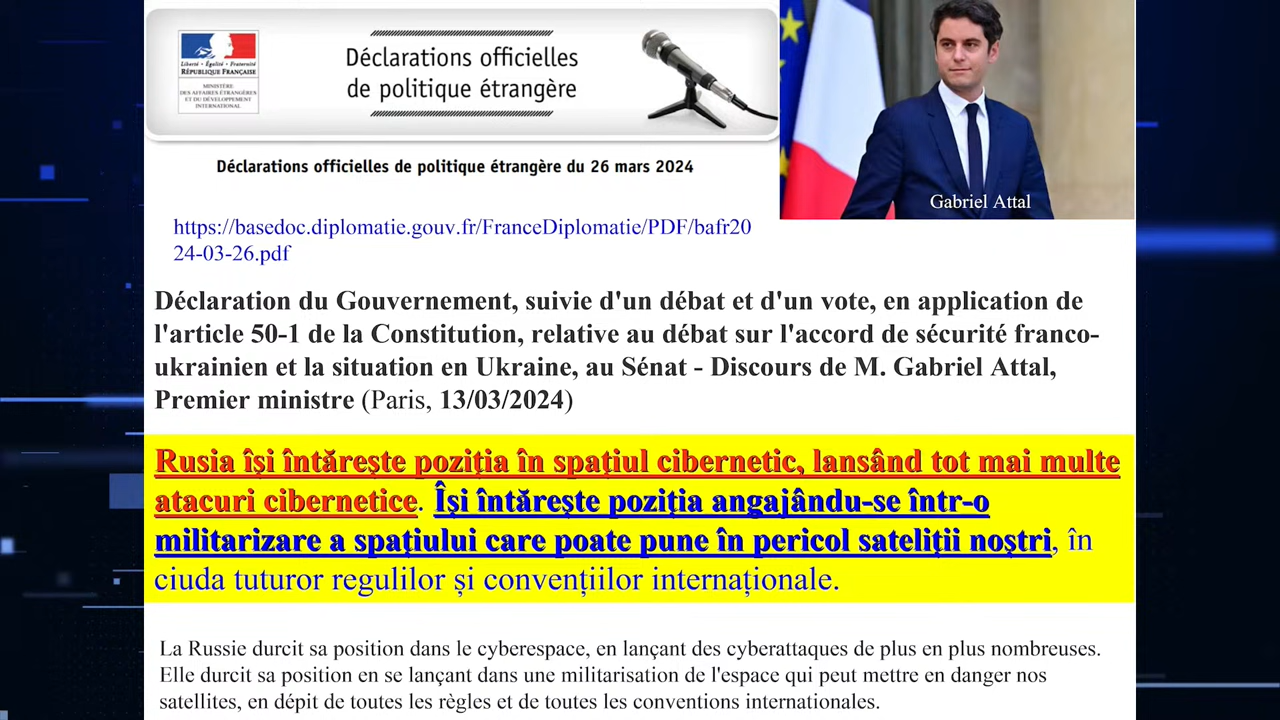 Liberté • Égalité • Fraternité
RÉPUBLIQUE FRANÇAISE
MINISTÈRE
DES AFFAIRES ÉTRANGÈRES
ET DU DÉVELOPPEMENT
INTERNATIONAL
Déclarations officielles
de politique étrangère
Gabriel Attal
Déclarations officielles de politique étrangère du 26 mars 2024
https://basedoc.diplomatie.gouv.fr/FranceDiplomatie/PDF/bafr20
24-03-26.pdf
Déclaration du Gouvernement, suivie d'un débat et d'un vote, en application de
l'article 50-1 de la Constitution, relative au débat sur l'accord de sécurité franco-
ukrainien et la situation en Ukraine, au Sénat - Discours de M. Gabriel Attal,
Premier ministre (Paris, 13/03/2024)
Rusia își întărește poziția în spațiul cibernetic, lansând tot mai multe
atacuri cibernetice. Își întărește poziția angajându-se într-o
militarizare a spațiului care poate pune în pericol sateliții noștri, în
ciuda tuturor regulilor și convențiilor internaționale.
La Russie durcit sa position dans le cyberespace, en lançant des cyberattaques de plus en plus nombreuses.
Elle durcit sa position en se lançant dans une militarisation de l'espace qui peut mettre en danger nos
satellites, en dépit de toutes les règles et de toutes les conventions internationales.